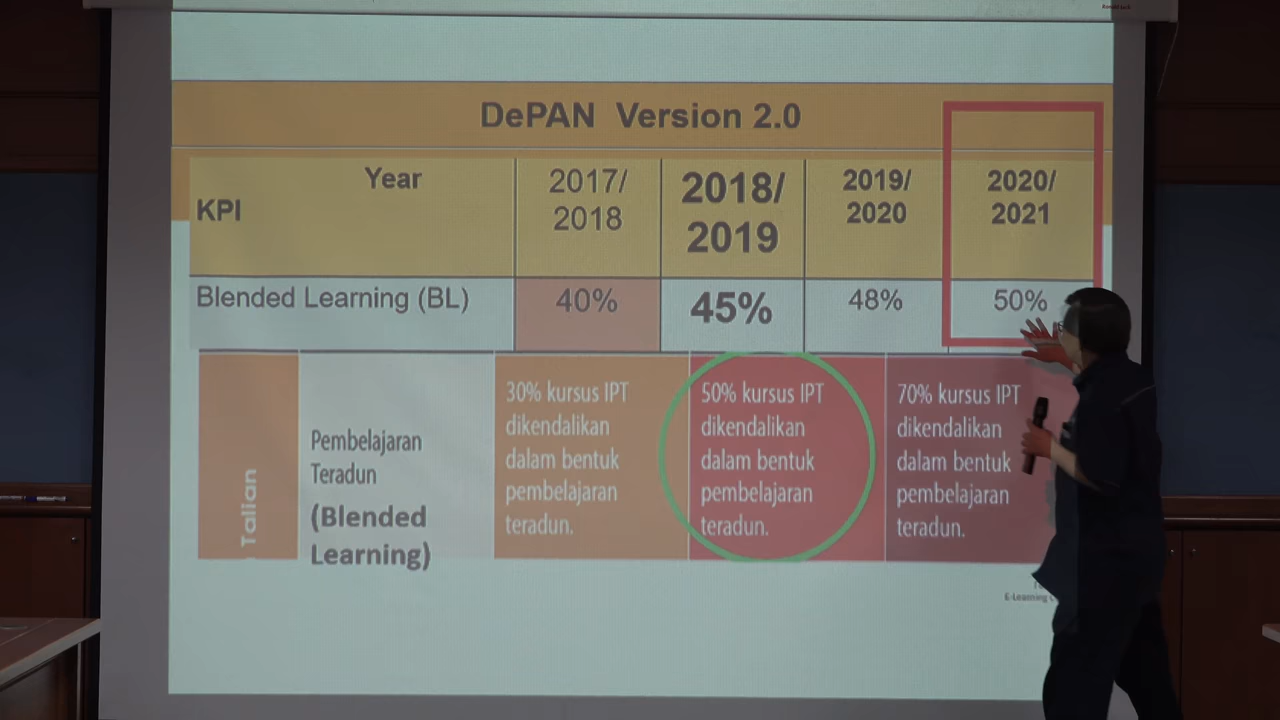 DePAN Version 2.0
Year
KPI
2017/
2018
2018/
2019
2019/
2020
2020/
2021
Blended Learning (BL)
40%
45%
48%
50%
Talian
Pembelajaran
Teradun
(Blended
Learning)
30% kursus IPT
dikendalikan
dalam bentuk
pembelajaran
teradun.
50% kursus IPT
dikendalikan
dalam bentuk
pembelajaran
teradun.
70% kursus IPT
dikendalikan
dalam bentuk
pembelajaran
teradun.
E-Learning